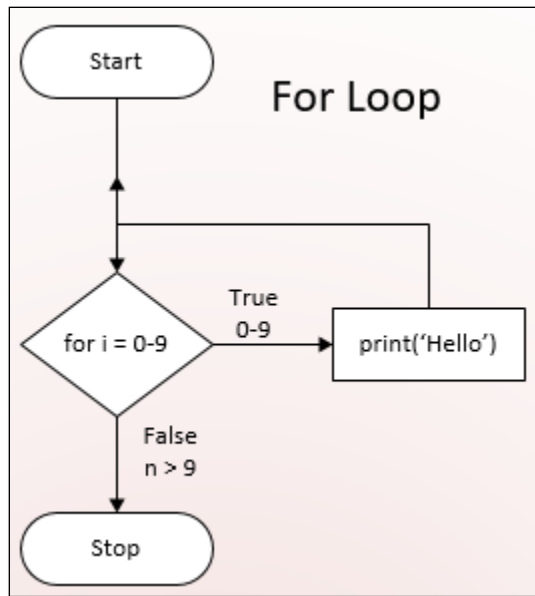 Start
For Loop
for i = 0-9
True
0-9
print(‘Hello’)
False
n > 9
Stop